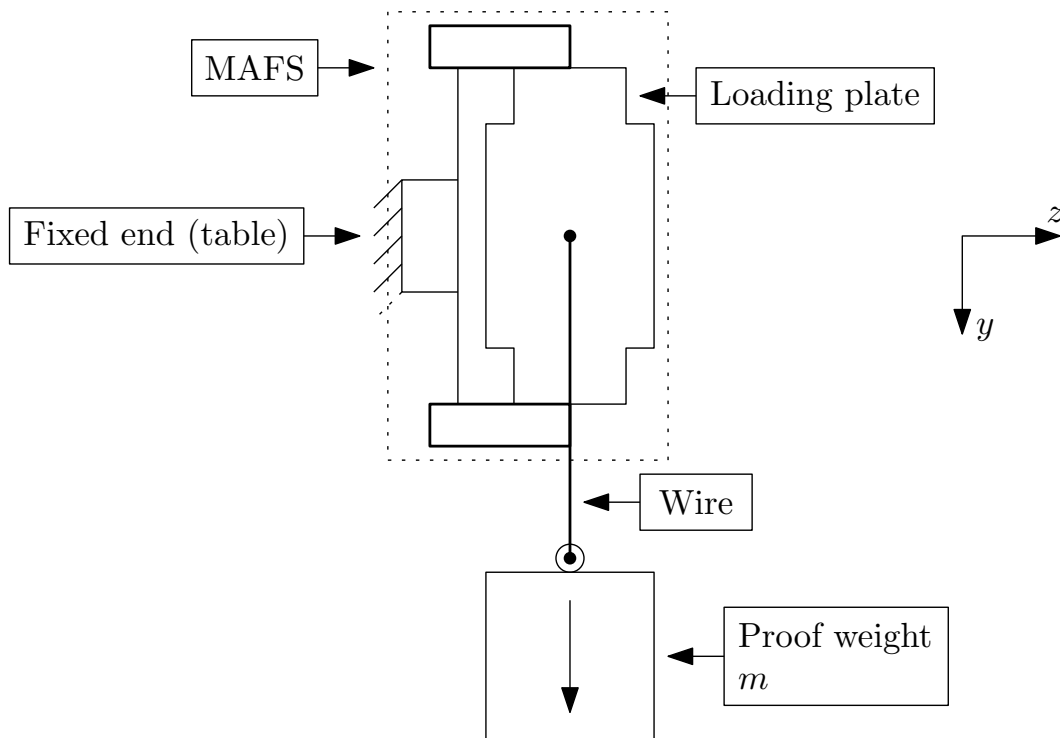 MAFS
Loading plate
Fixed end (table)
z
y
Wire
Proof weight
m